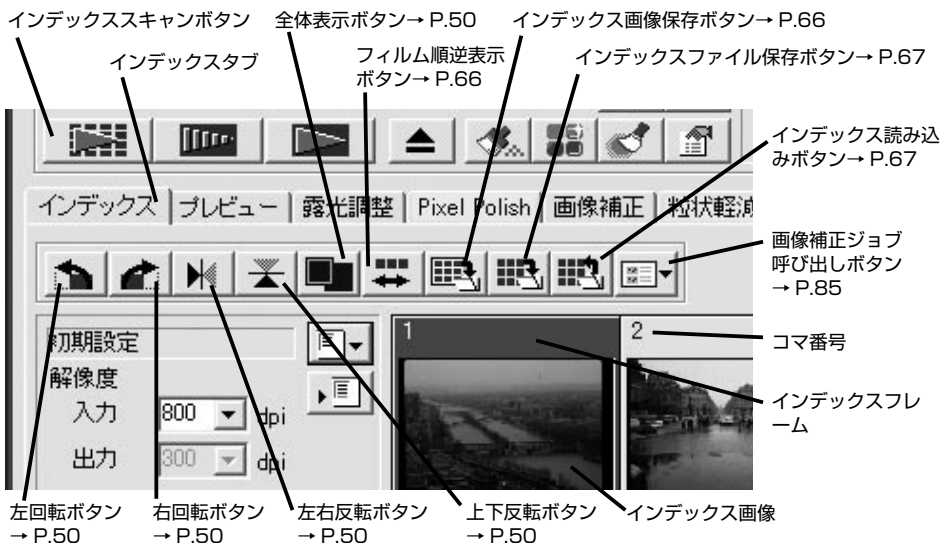 インデックススキャンボタン
全体表示ボタン→ P.50
インデックス画像保存ボタン→ P.66
インデックスタブ
フィルム順逆表示
ボタン→ P.66
インデックスファイル保存ボタン→ P.67
インデックス読み込
みボタン→ P.67
インデックス プレビュー 露光調整 Pixel Polish 画像補正 粒状軽減
画像補正ジョブ
呼び出しボタン
→ P.85
初期設定
1
2
コマ番号
解像度
入力 800 dpi
インデックスフレ
ーム
出力 300 dpi
左回転ボタン
→ P.50
右回転ボタン
→ P.50
左右反転ボタン
→ P.50
上下反転ボタン
→ P.50
インデックス画像